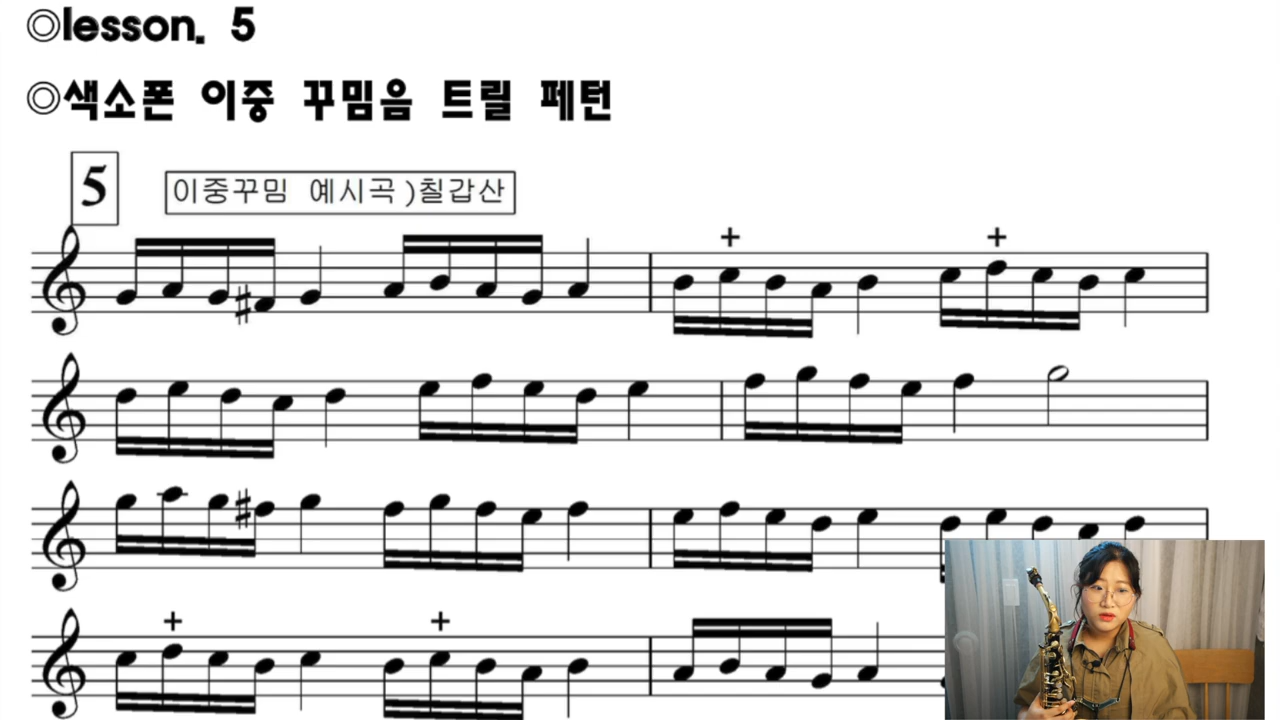 ◎lesson. 5
◎색소폰 이중 꾸밈음 트릴 페턴
5
이중꾸밈 예시곡)칠갑산
+ +
+ +